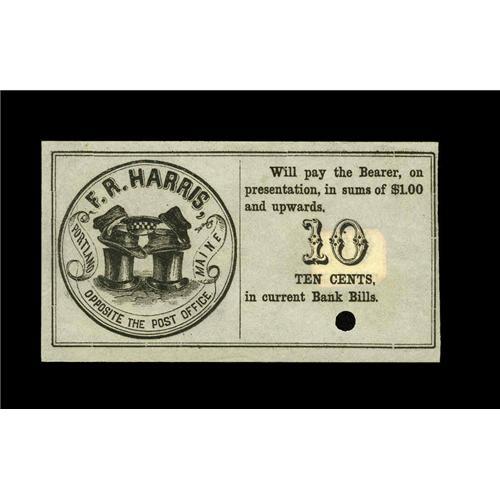 F. R. HARRIS,
PORTLAND
MAINE
OPPOSITE THE POST OFFICE
Will pay the Bearer, on
presentation, in sums of $1.00
and upwards,
10
TEN CENTS,
in current Bank Bills.